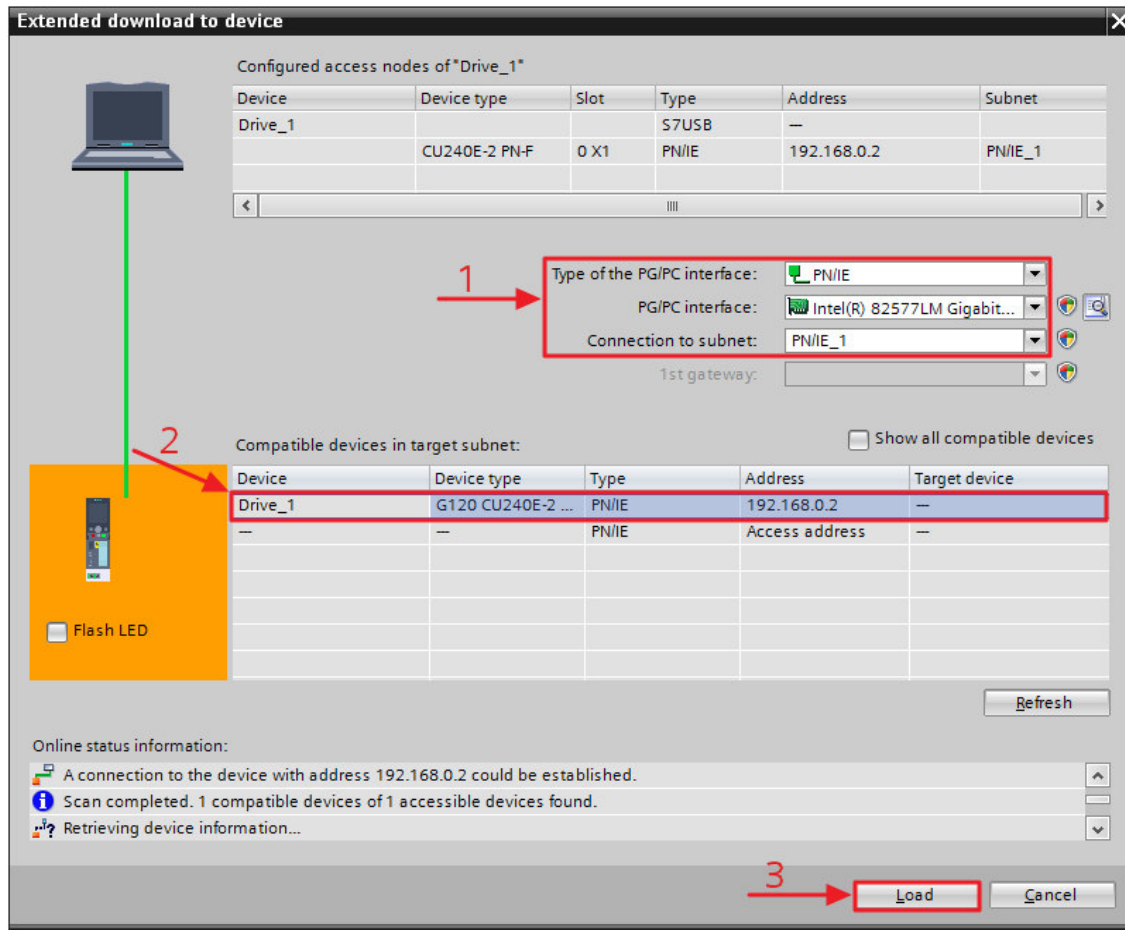 Extended download to device
Configured access nodes of "Drive_1"
Device Device type Slot Type Address Subnet
Drive_1 S7USB —
CU240E-2 PN-F 0 X1 PN/IE 192.168.0.2 PN/IE_1
1
Type of the PG/PC interface: PN/IE
PG/PC interface: Intel(R) 82577LM Gigabit...
Connection to subnet: PN/IE_1
1st gateway:
2
Compatible devices in target subnet: Show all compatible devices
Device Device type Type Address Target device
Drive_1 G120 CU240E-2 ... PN/IE 192.168.0.2 —
— — PN/IE Access address —
Flash LED
Refresh
Online status information:
A connection to the device with address 192.168.0.2 could be established.
Scan completed. 1 compatible devices of 1 accessible devices found.
Retrieving device information...
3
Load Cancel